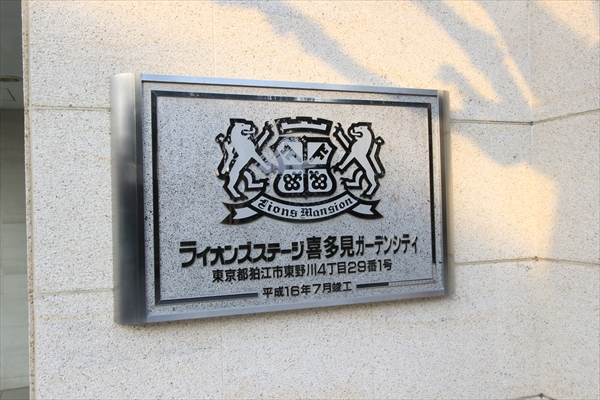 Lions Mansion
ライオンズステージ喜多見ガーデンシティ
東京都狛江市東野川4丁目29番1号
平成16年7月竣工